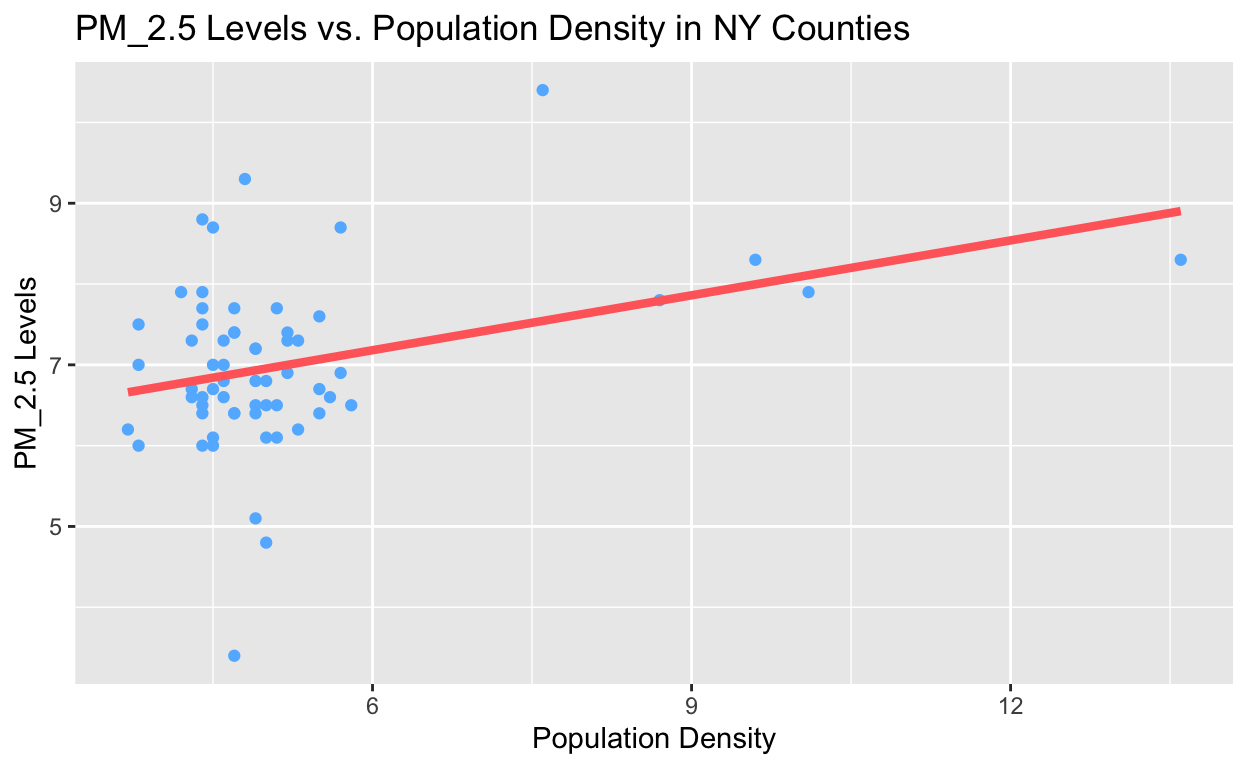 PM_2.5 Levels vs. Population Density in NY Counties
PM_2.5 Levels
9
7
5
6
9
12
Population Density